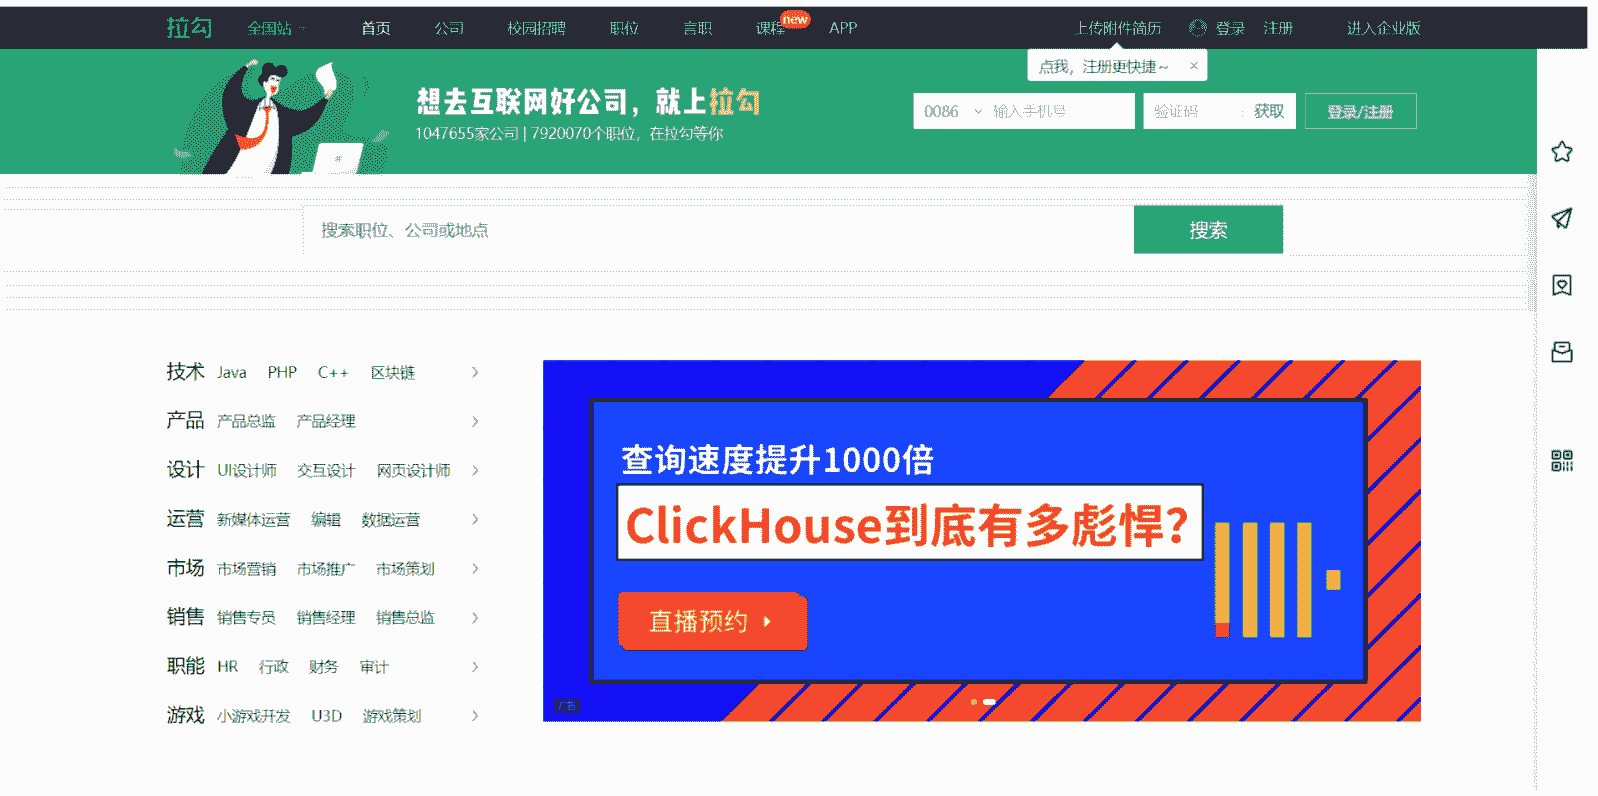 拉勾 全国站 首页 公司 校园招聘 职位 言职 课程 new APP 上传附件简历 登录 注册 进入企业版
点我，注册更快捷~ ×
想去互联网好公司，就上拉勾
1047655家公司 | 7920070个职位，在拉勾等你
0086 输入手机号 验证码 获取 登录/注册
搜索职位、公司或地点 搜索
技术 Java PHP C++ 区块链
产品 产品总监 产品经理
设计 UI设计师 交互设计 网页设计师
运营 新媒体运营 编辑 数据运营
市场 市场营销 市场推广 市场策划
销售 销售专员 销售经理 销售总监
职能 HR 行政 财务 审计
游戏 小游戏开发 U3D 游戏策划
查询速度提升1000倍
ClickHouse到底有多彪悍？
直播预约
广告